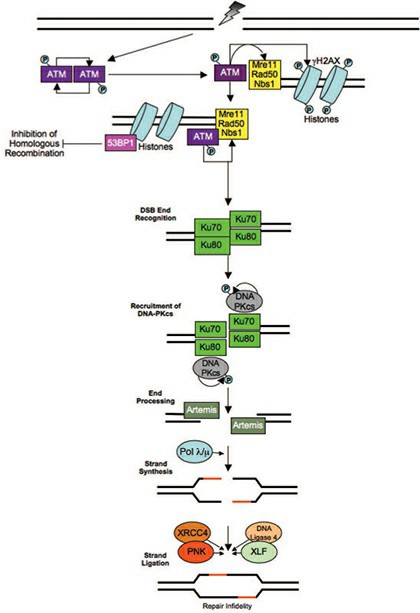 P
P
P
P
P
ATM
ATM
ATM
Mre11
Rad50
Nbs1
γH2AX
P
P
Histones
Mre11
Rad50
Nbs1
ATM
P
Inhibition of
Homologous
Recombination
53BP1
Histones
DSB End
Recognition
Ku70
Ku70
Ku80
Ku80
P
DNA
PKcs
Recruitment of
DNA-PKcs
Ku70
Ku70
Ku80
Ku80
DNA
PKcs
P
End
Processing
Artemis
Artemis
Pol λ/μ
Strand
Synthesis
XRCC4
DNA
Ligase 4
PNK
XLF
Strand
Ligation
Repair Infidelity